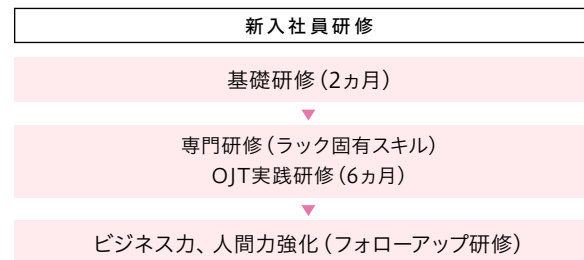 新入社員研修
基礎研修（2ヵ月）
専門研修（ラック固有スキル）
OJT実践研修（6ヵ月）
ビジネス力、人間力強化（フォローアップ研修）